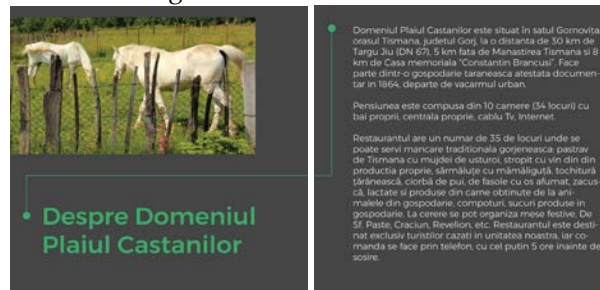 Despre Domeniul
Plaiul Castanilor
Domeniul Plaiul Castanilor este situat în satul Gornovița,
orasul Tismana, judetul Gorj, la o distanta de 30 km de
Targu Jiu (DN 67), 5 km fata de Manastirea Tismana si 8
km de Casa memoriala "Constantin Brancusi". Face
parte dintr-o gospodarie taraneasca atestata documen-
tar in 1864, departe de vacarmul urban.
Pensiunea este compusa din 10 camere (34 locuri) cu
bai proprii, centrala proprie, cablu Tv, Internet.
Restaurantul are un numar de 35 de locuri unde se
poate servi mancare traditionala gorjeneasca: pastrav
de Tismana cu mujdei de usturoi, stropit cu vin din din
productia proprie, sărmăluțe cu mămăliguță, tochitură
țărănească, ciorbă de pui, de fasole cu os afumat, zacus-
că, lactate si produse din carne obtinute de la ani-
malele din gospodarie, compoturi, sucuri produse in
gospodarie. La cerere se pot organiza mese festive, De
Sf. Paste, Craciun, Revelion, etc. Restaurantul este desti-
nat exclusiv turistilor cazati in unitatea noastra, iar co-
manda se face prin telefon, cu cel putin 5 ore inainte de
sosire.